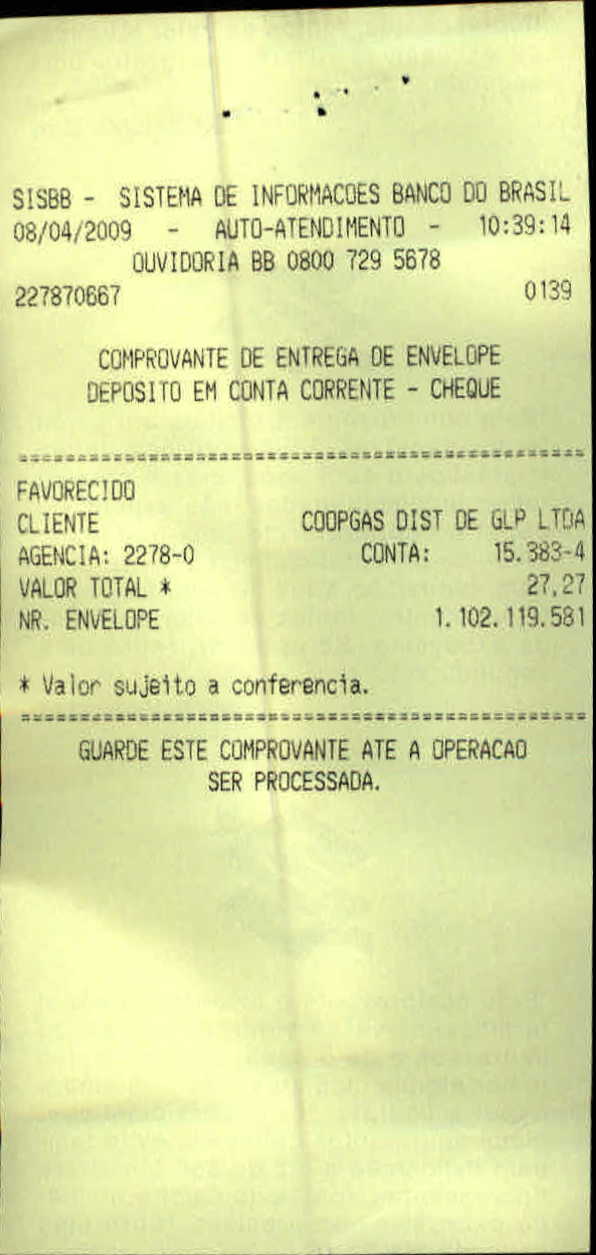 SISBB - SISTEMA DE INFORMACOES BANCO DO BRASIL
08/04/2009 - AUTO-ATENDIMENTO - 10:39:14
OUVIDORIA BB 0800 729 5678
227870667 0139
COMPROVANTE DE ENTREGA DE ENVELOPE
DEPOSITO EM CONTA CORRENTE - CHEQUE
================================================
FAVORECIDO
CLIENTE COOPGAS DIST DE GLP LTDA
AGENCIA: 2278-0 CONTA: 15.383-4
VALOR TOTAL * 27,27
NR. ENVELOPE 1.102.119.581
* Valor sujeito a conferencia.
================================================
GUARDE ESTE COMPROVANTE ATE A OPERACAO
SER PROCESSADA.